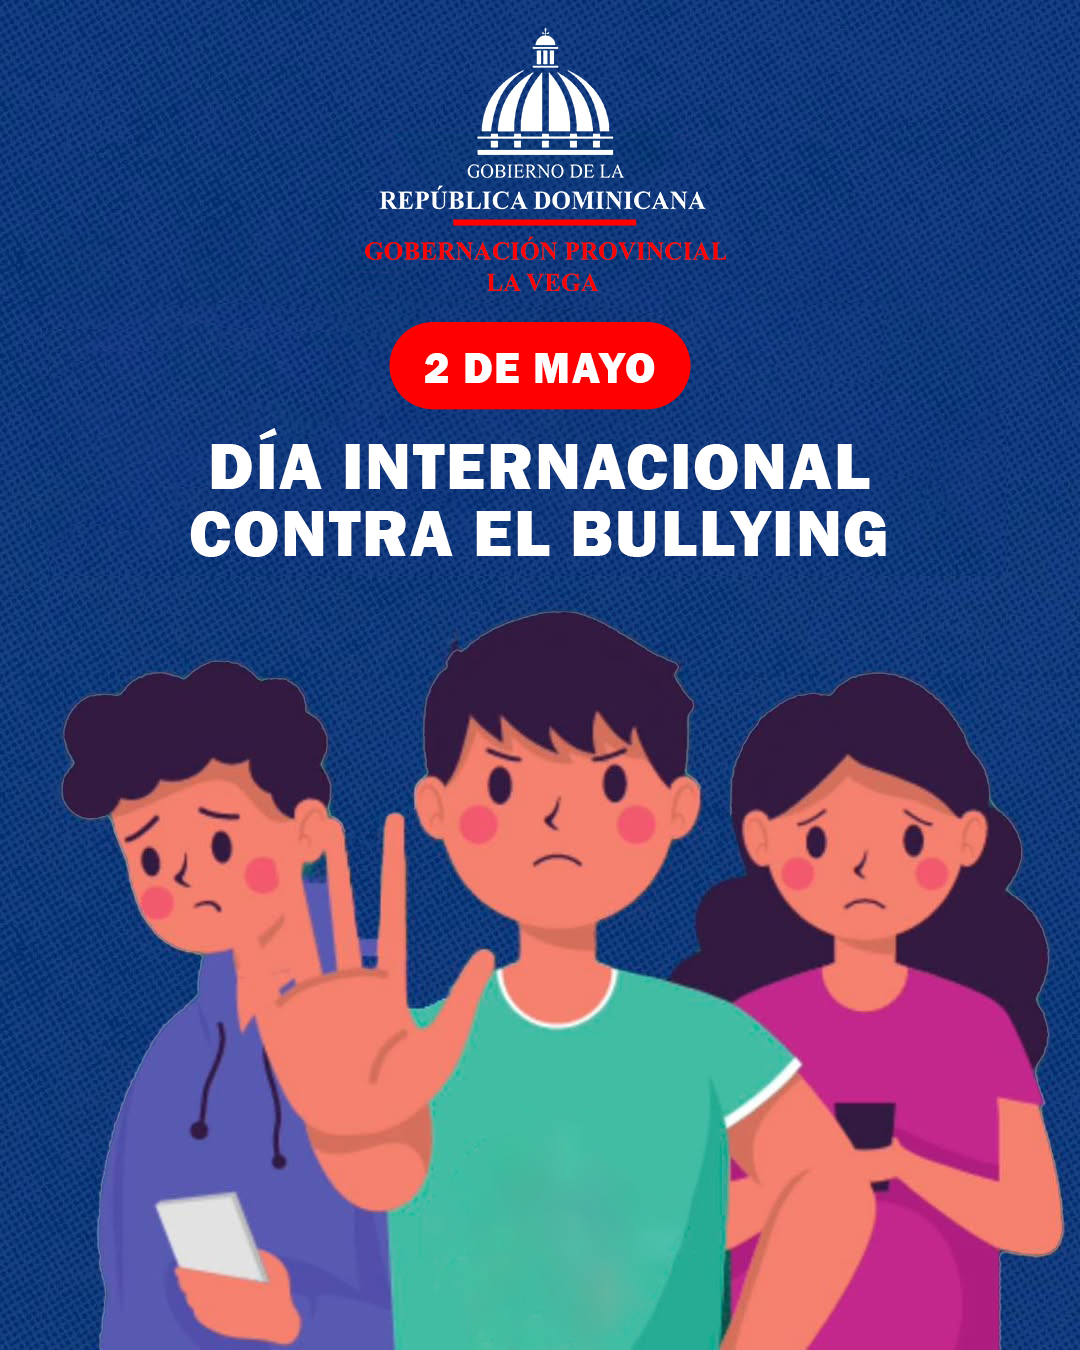 GOBIERNO DE LA
REPÚBLICA DOMINICANA
GOBERNACIÓN PROVINCIAL
LA VEGA
2 DE MAYO
DÍA INTERNACIONAL
CONTRA EL BULLYING